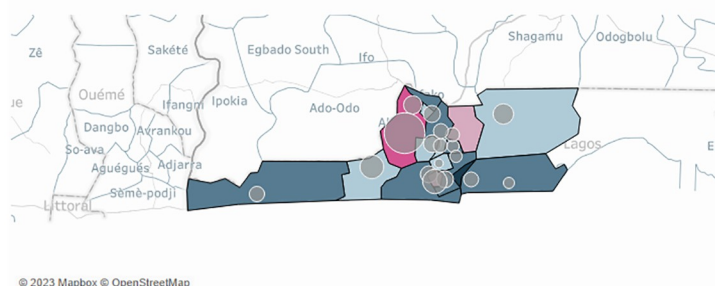 Shagamu
Odogbolu
Zê
Sakété
Egbado South
Ifo
Ouémé
Ifangni
Ipokia
Ado-Odo
Dangbo
Avrankou
So-ava
Lagos
Aguégués
Adjarra
E
Sèmè-podji
Littoral
© 2023 Mapbox © OpenStreetMap